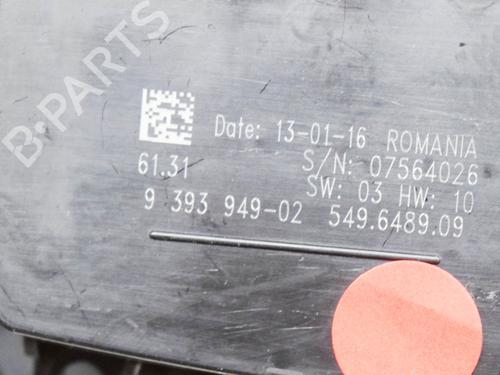 B-PARTS
Date: 13-01-16 ROMANIA
61.31 S/N: 07564026
SW: 03 HW: 10
9 393 949-02 549.6489.09